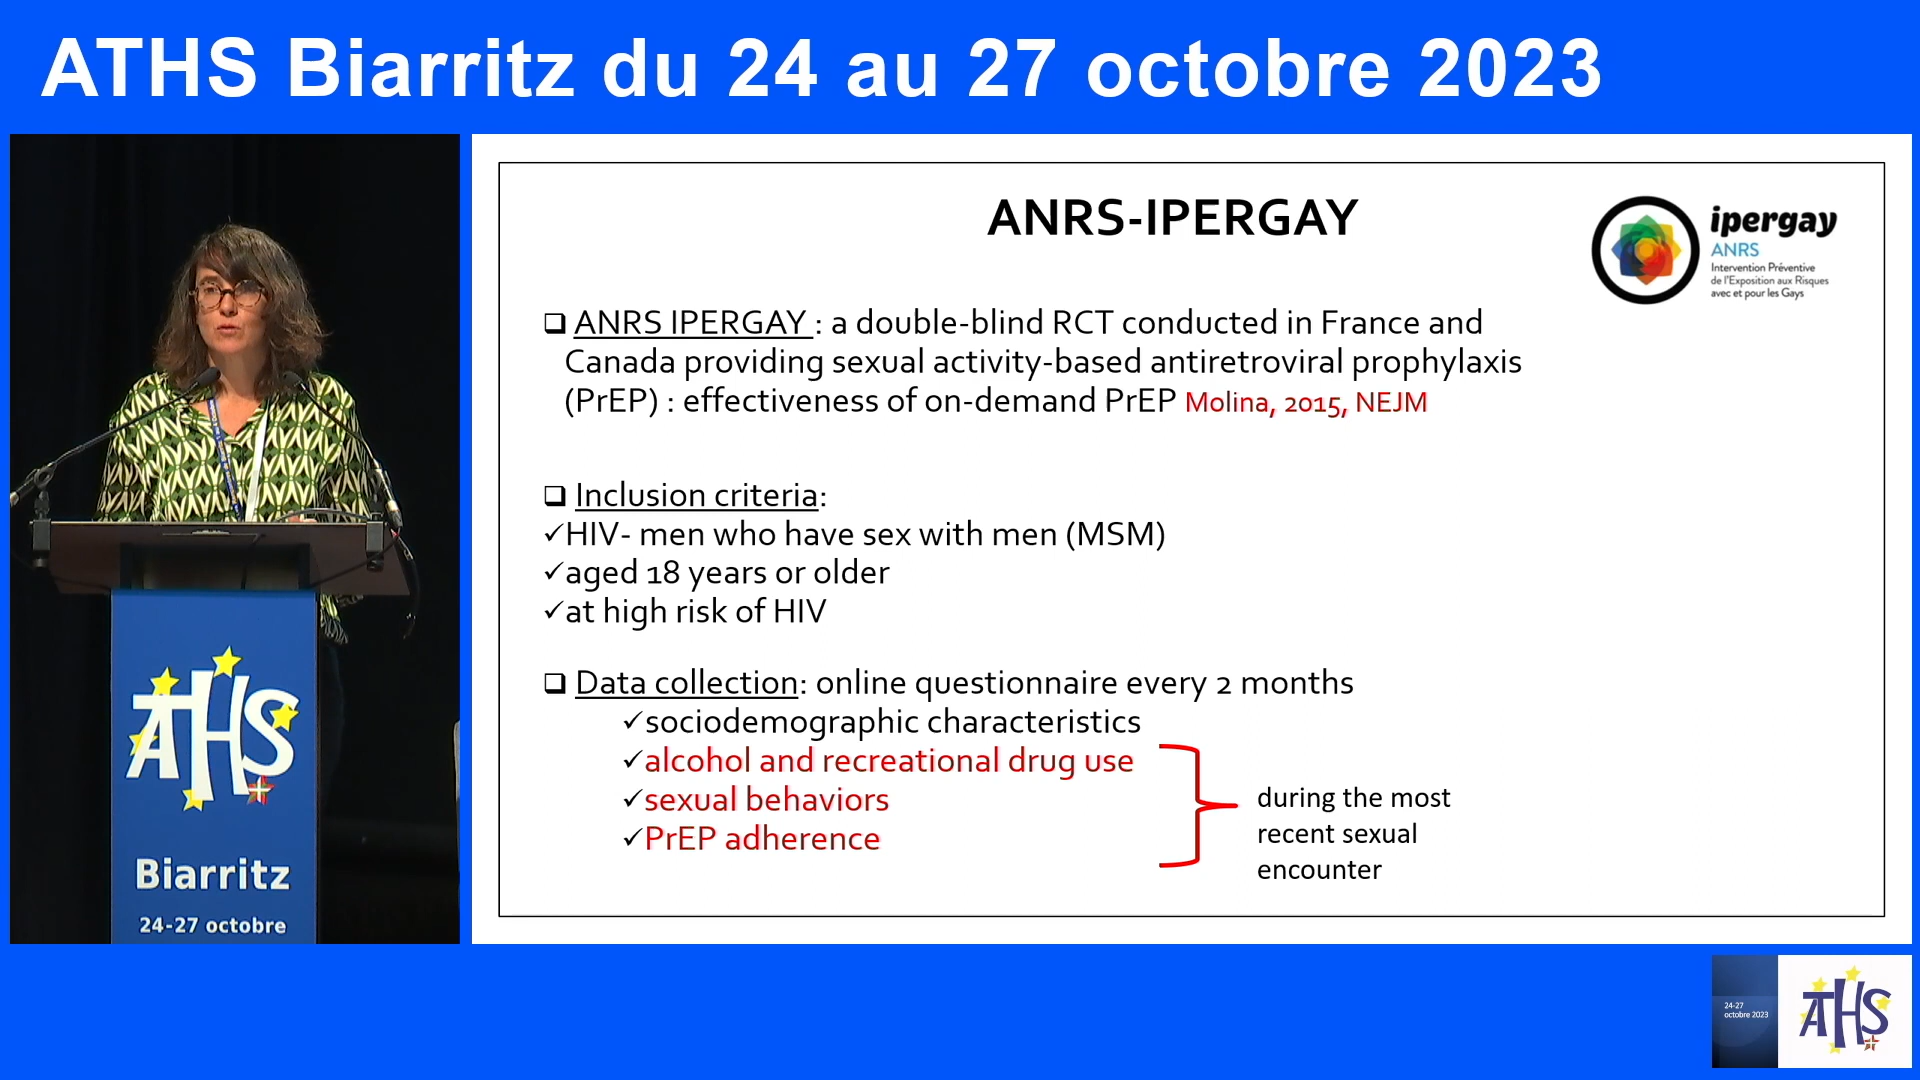 ATHS Biarritz du 24 au 27 octobre 2023
ANRS-IPERGAY
ipergay
ANRS
Intervention Préventive
de l'Exposition aux Risques
avec et pour les Gays
ANRS IPERGAY : a double-blind RCT conducted in France and
Canada providing sexual activity-based antiretroviral prophylaxis
(PrEP) : effectiveness of on-demand PrEP Molina, 2015, NEJM
Inclusion criteria:
✓HIV- men who have sex with men (MSM)
✓aged 18 years or older
✓at high risk of HIV
Data collection: online questionnaire every 2 months
✓sociodemographic characteristics
✓alcohol and recreational drug use
✓sexual behaviors
✓PrEP adherence
during the most
recent sexual
encounter
ATHS
Biarritz
24-27 octobre
24-27
octobre 2023
ATHS